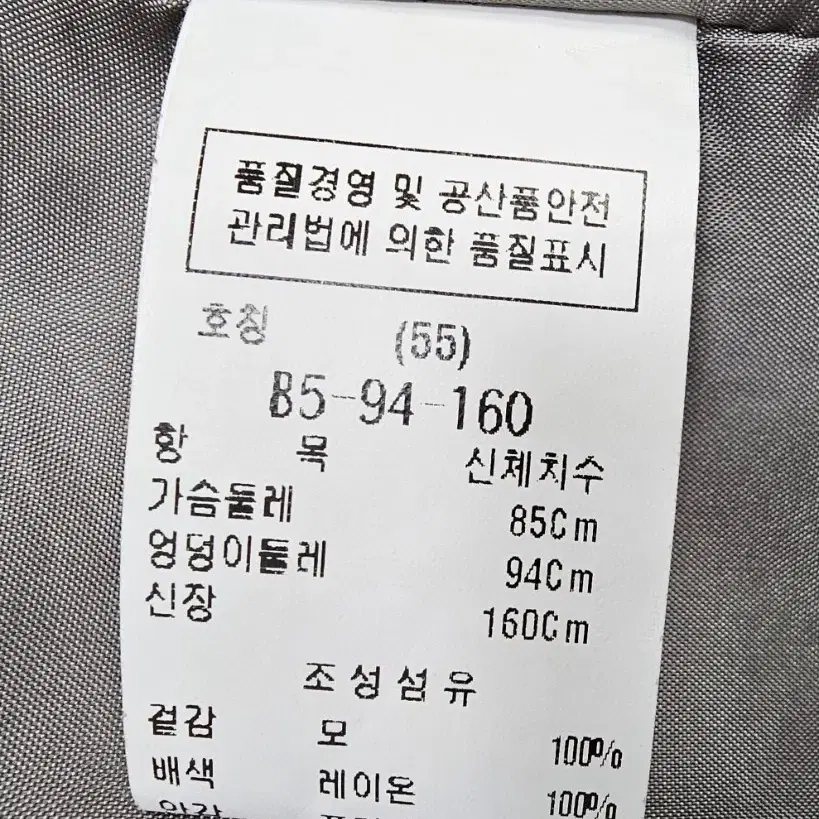 품질경영 및 공산품안전
관리법에 의한 품질표시
호칭 (55)
85-94-160
항 목 신체치수
가슴둘레 85Cm
엉덩이둘레 94Cm
신장 160Cm
조성섬유
겉감 모 100%
배색 레이온 100%